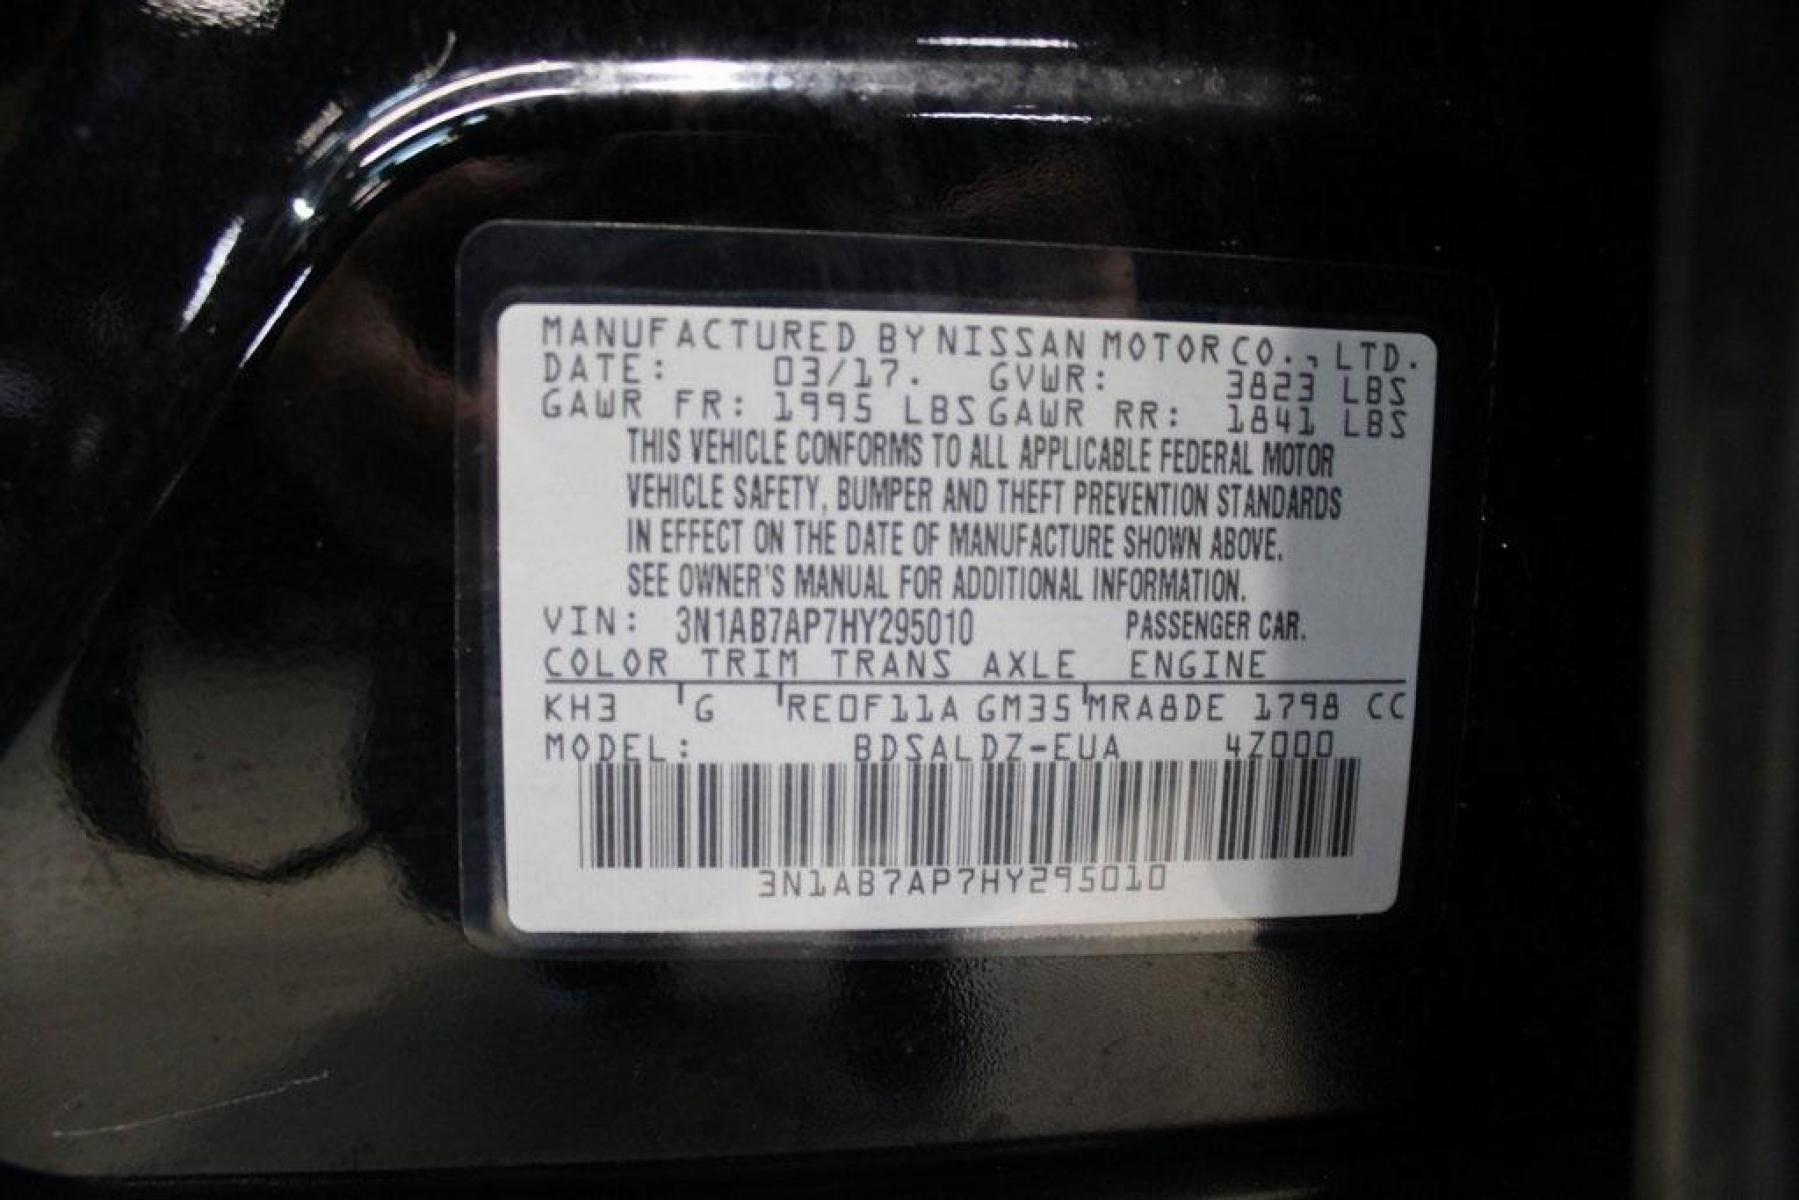 MANUFACTURED BY NISSAN MOTOR CO., LTD.
DATE: 03/17. GVWR: 3823 LBS
GAWR FR: 1995 LBS GAWR RR: 1841 LBS
THIS VEHICLE CONFORMS TO ALL APPLICABLE FEDERAL MOTOR
VEHICLE SAFETY, BUMPER AND THEFT PREVENTION STANDARDS
IN EFFECT ON THE DATE OF MANUFACTURE SHOWN ABOVE.
SEE OWNER'S MANUAL FOR ADDITIONAL INFORMATION.
VIN: 3N1AB7AP7HY295010 PASSENGER CAR.
COLOR TRIM TRANS AXLE ENGINE
KH3 G RE0F11A GM35 MRA8DE 1798 CC
MODEL: BDSALDZ-EUA 4Z000
3N1AB7AP7HY295010